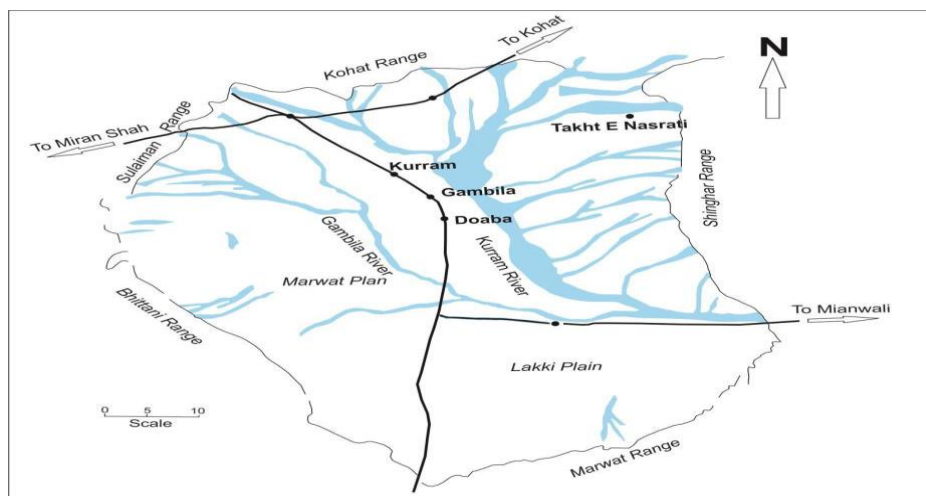 To Kohat
N
Kohat Range
To Miran Shah
Sulaiman Range
Takht E Nasrati
Kurram
Shinghar Range
Gambila
Doaba
Gambila River
Kurram River
Marwat Plan
Bhittani Range
To Mianwali
Lakki Plain
0 5 10
Scale
Marwat Range